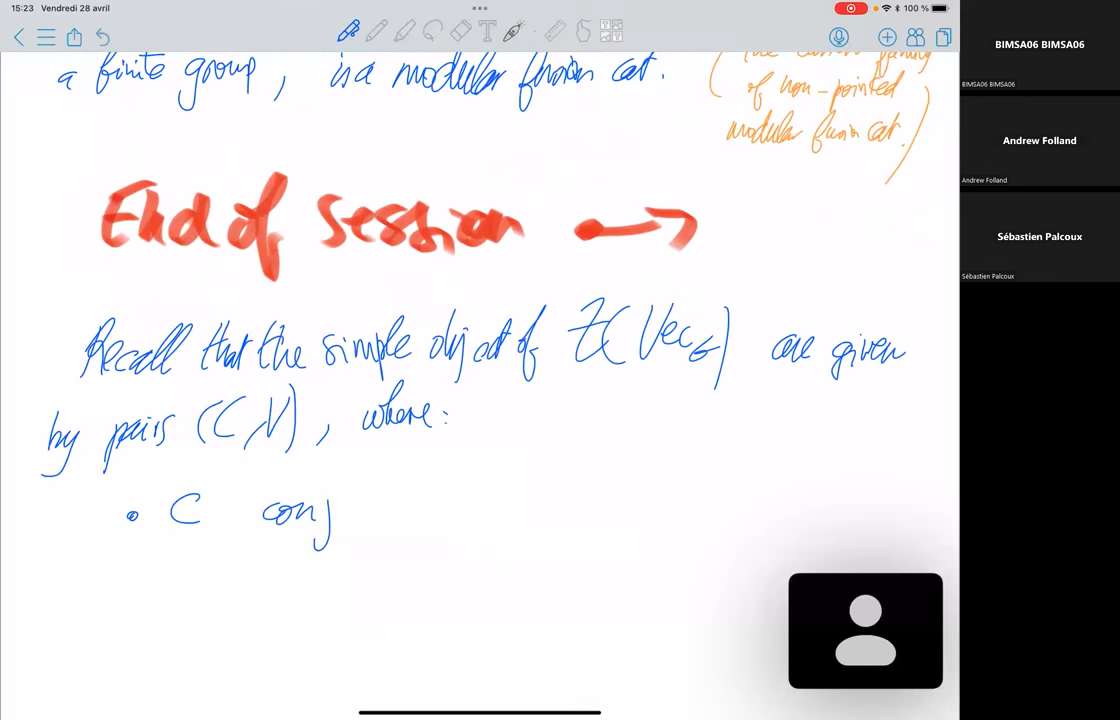 15:23 Vendredi 28 avril
100 %
a finite group, is a modular fusion cat.
of non-pointed
modular fusion cat.)
End of session
Recall that the simple object of Z(Vec_G) are given
by pairs (C,V), where:
• C conj
BIMSA06 BIMSA06
BIMSA06 BIMSA06
Andrew Folland
Andrew Folland
Sébastien Palcoux
Sébastien Palcoux